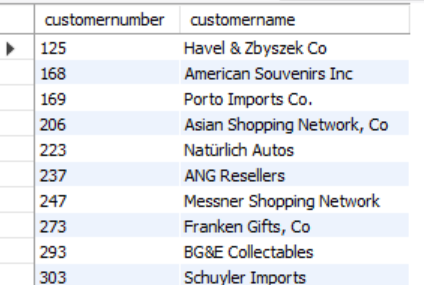 customernumber customername
125 Havel & Zbyszek Co
168 American Souvenirs Inc
169 Porto Imports Co.
206 Asian Shopping Network, Co
223 Natürlich Autos
237 ANG Resellers
247 Messner Shopping Network
273 Franken Gifts, Co
293 BG&E Collectables
303 Schuyler Imports